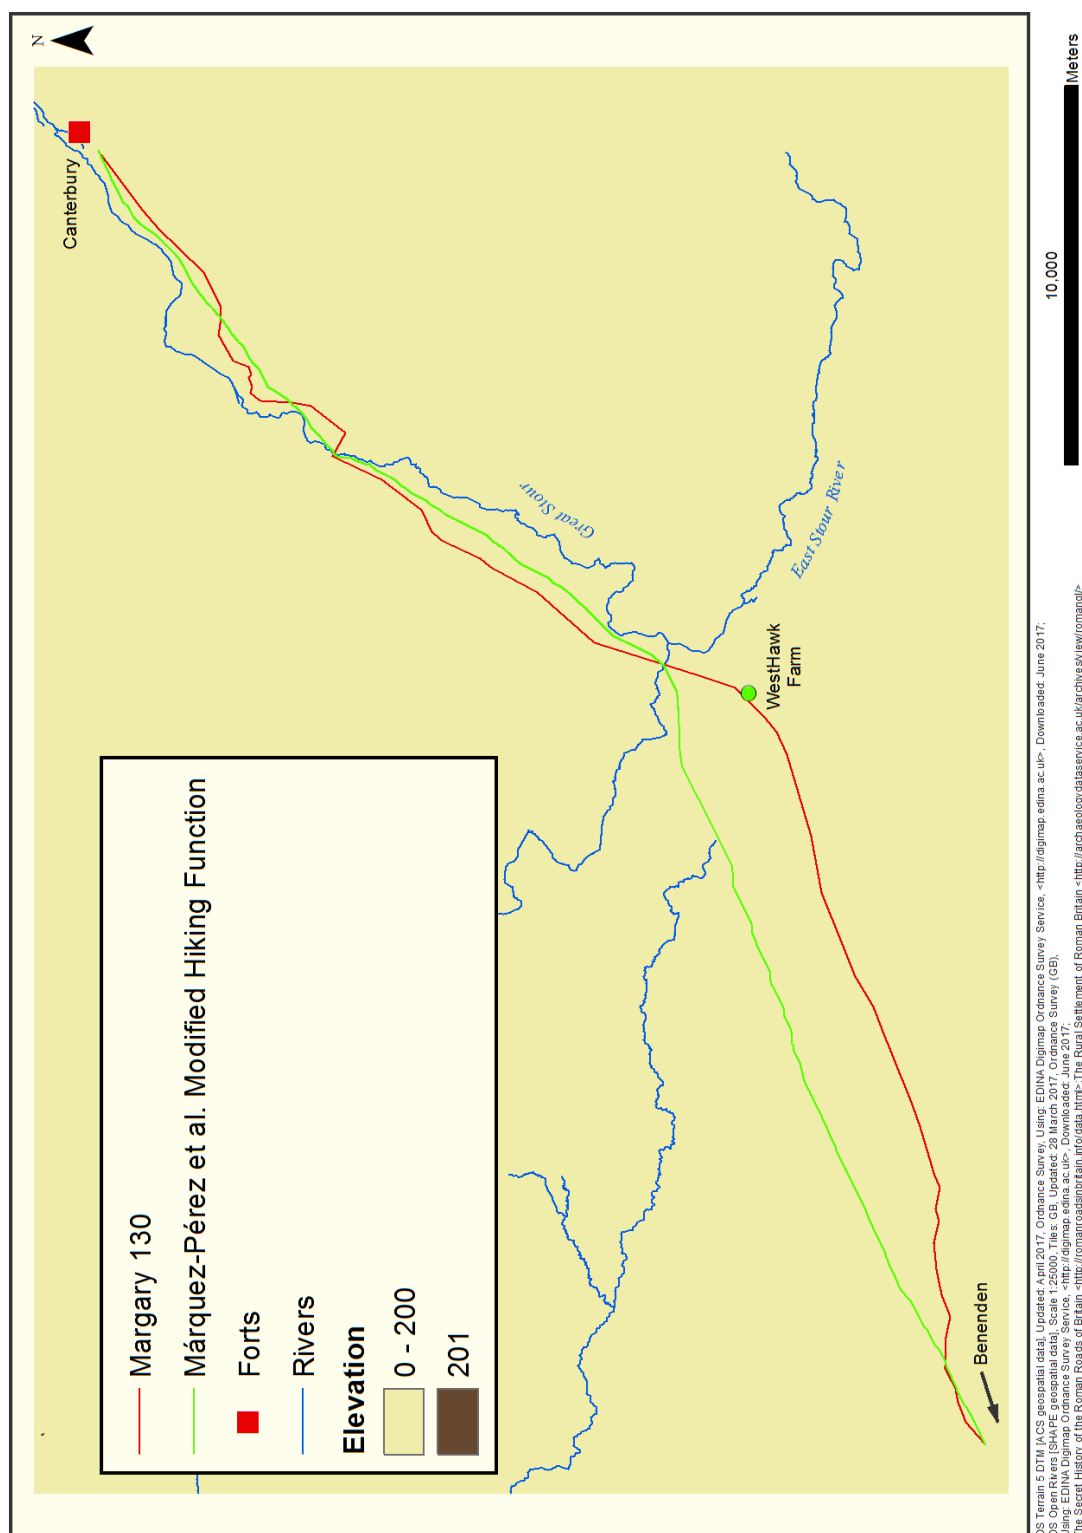 N
Canterbury
Great Stour
East Stour River
WestHawk
Farm
Benenden
Margary 130
Márquez-Pérez et al. Modified Hiking Function
Forts
Rivers
Elevation
0 - 200
201
10,000
Meters
OS Terrain 5 DTM [ACS geospatial data], Updated: April 2017, Ordnance Survey, Using: EDINA Digimap Ordnance Survey Service, <http://digimap.edina.ac.uk>, Downloaded: June 2017;
OS Open Rivers [SHAPE geospatial data], Scale 1:25000, Tiles: GB, Updated: 28 March 2017, Ordnance Survey (GB),
Using: EDINA Digimap Ordnance Survey Service, <http://digimap.edina.ac.uk>, Downloaded: June 2017;
The Secret History of the Roman Roads of Britain <http://romanroadsinbritain.info/data.html>;The Rural Settlement of Roman Britain <http://archaeologydataservice.ac.uk/archives/view/romangl/>